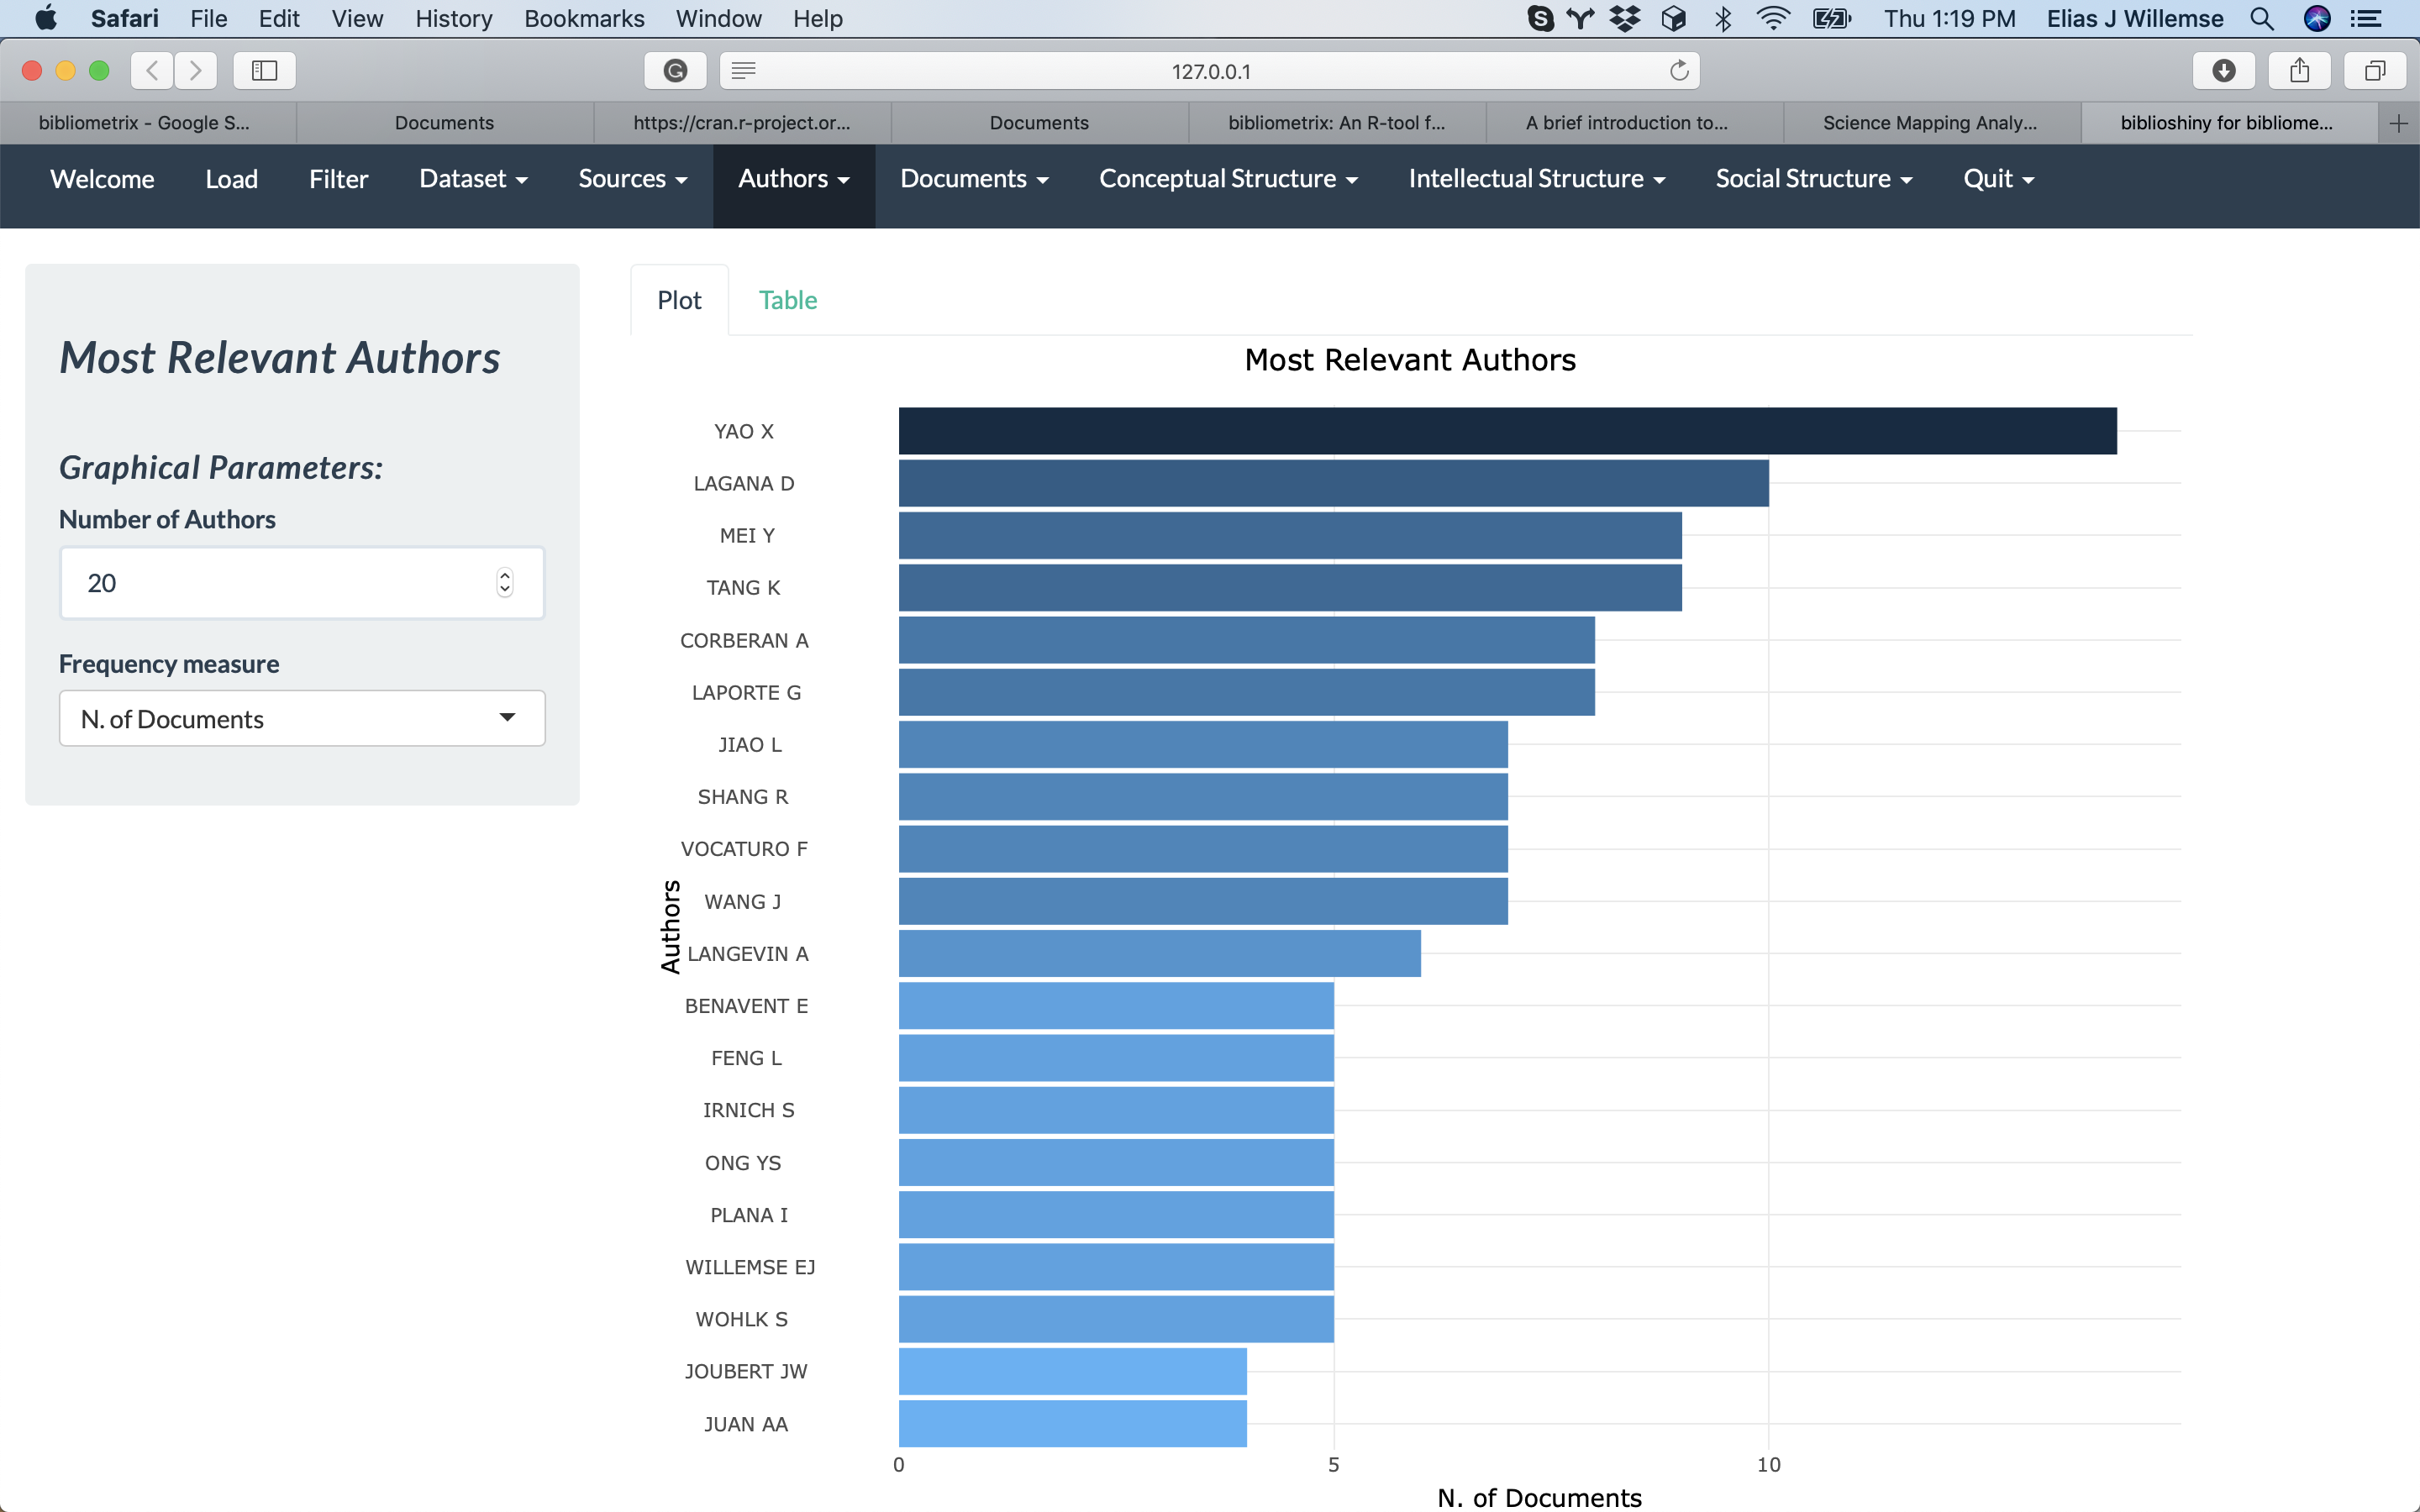 Safari File Edit View History Bookmarks Window Help Thu 1:19 PM Elias J Willemse
127.0.0.1
bibliometrix - Google S... Documents https://cran.r-project.or... Documents bibliometrix: An R-tool f... A brief introduction to... Science Mapping Analy... biblioshiny for bibliome...
Welcome Load Filter Dataset Sources Authors Documents Conceptual Structure Intellectual Structure Social Structure Quit
Most Relevant Authors
Graphical Parameters:
Number of Authors
20
Frequency measure
N. of Documents
Plot Table
Most Relevant Authors
YAO X
LAGANA D
MEI Y
TANG K
CORBERAN A
LAPORTE G
JIAO L
SHANG R
VOCATURO F
WANG J
LANGEVIN A
BENAVENT E
FENG L
IRNICH S
ONG YS
PLANA I
WILLEMSE EJ
WOHLK S
JOUBERT JW
JUAN AA
Authors
0 5 10
N. of Documents